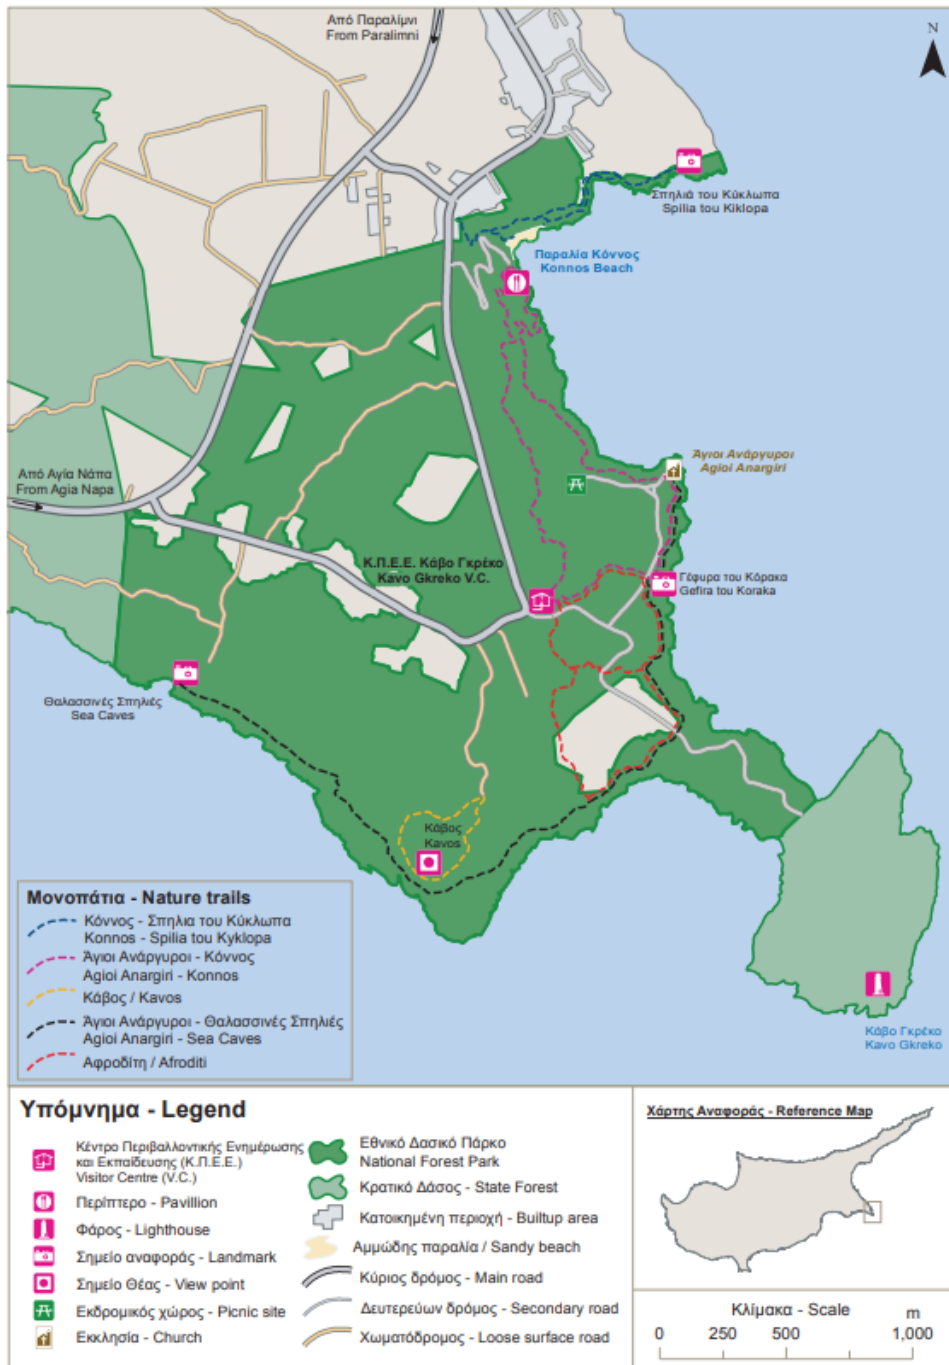 Από Παραλίμνι
From Paralimni
N
Σπηλιά του Κύκλωπα
Spilia tou Kiklopa
Παραλία Κόννος
Konnos Beach
Άγιοι Ανάργυροι
Agioi Anargiri
Από Αγία Νάπα
From Agia Napa
Κ.Π.Ε.Ε. Κάβο Γκρέκο
Kavo Gkreko V.C.
Γέφυρα του Κόρακα
Gefira tou Koraka
Θαλασσινές Σπηλιές
Sea Caves
Κάβος
Kavos
Κάβο Γκρέκο
Kavo Gkreko
Μονοπάτια - Nature trails
Κόννος - Σπηλια του Κύκλωπα
Konnos - Spilia tou Kyklopa
Άγιοι Ανάργυροι - Κόννος
Agioi Anargiri - Konnos
Κάβος / Kavos
Άγιοι Ανάργυροι - Θαλασσινές Σπηλιές
Agioi Anargiri - Sea Caves
Αφροδίτη / Afroditi
Υπόμνημα - Legend
Κέντρο Περιβαλλοντικής Ενημέρωσης
και Εκπαίδευσης (Κ.Π.Ε.Ε.)
Visitor Centre (V.C.)
Περίπτερο - Pavillion
Φάρος - Lighthouse
Σημείο αναφοράς - Landmark
Σημείο Θέας - View point
Εκδρομικός χώρος - Picnic site
Εκκλησία - Church
Εθνικό Δασικό Πάρκο
National Forest Park
Κρατικό Δάσος - State Forest
Κατοικημένη περιοχή - Builtup area
Αμμώδης παραλία / Sandy beach
Κύριος δρόμος - Main road
Δευτερεύων δρόμος - Secondary road
Χωματόδρομος - Loose surface road
Χάρτης Αναφοράς - Reference Map
Κλίμακα - Scale
m
0 250 500 1,000